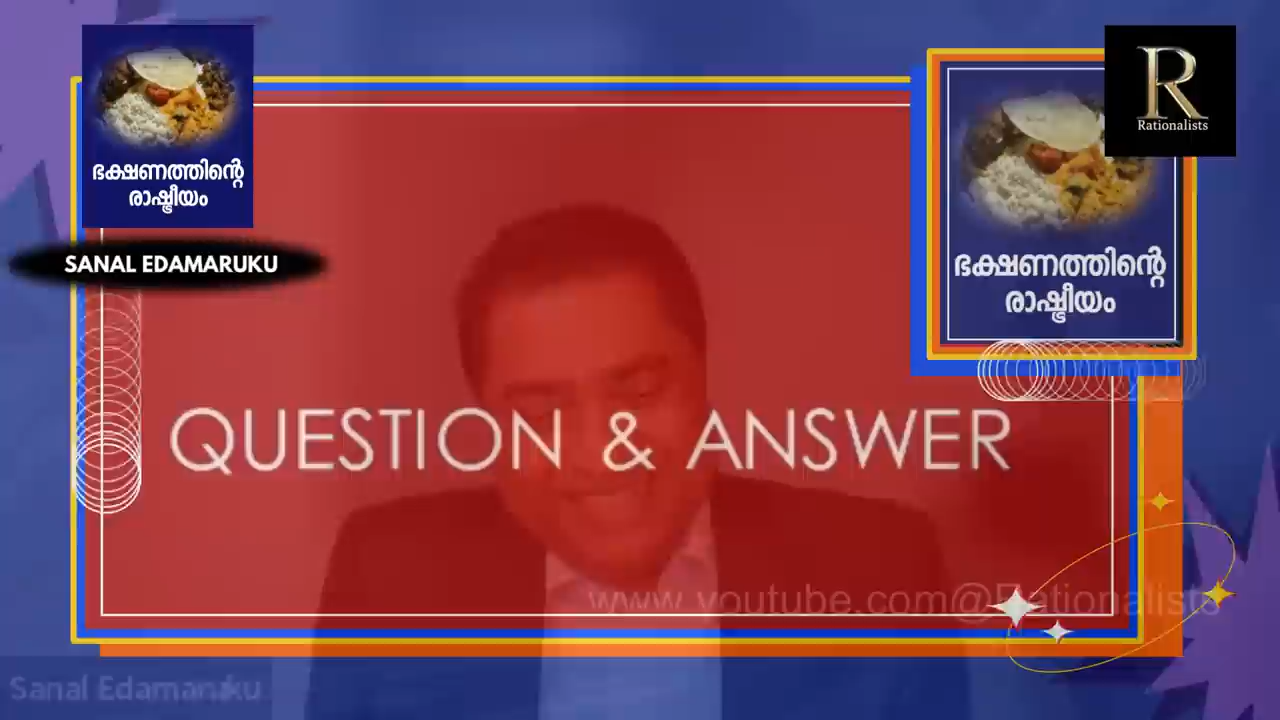 ഭക്ഷണത്തിന്റെ
രാഷ്ട്രീയം
SANAL EDAMARUKU
R
Rationalists
ഭക്ഷണത്തിന്റെ
രാഷ്ട്രീയം
QUESTION & ANSWER
www.youtube.com@Rationalists
Sanal Edamaruku